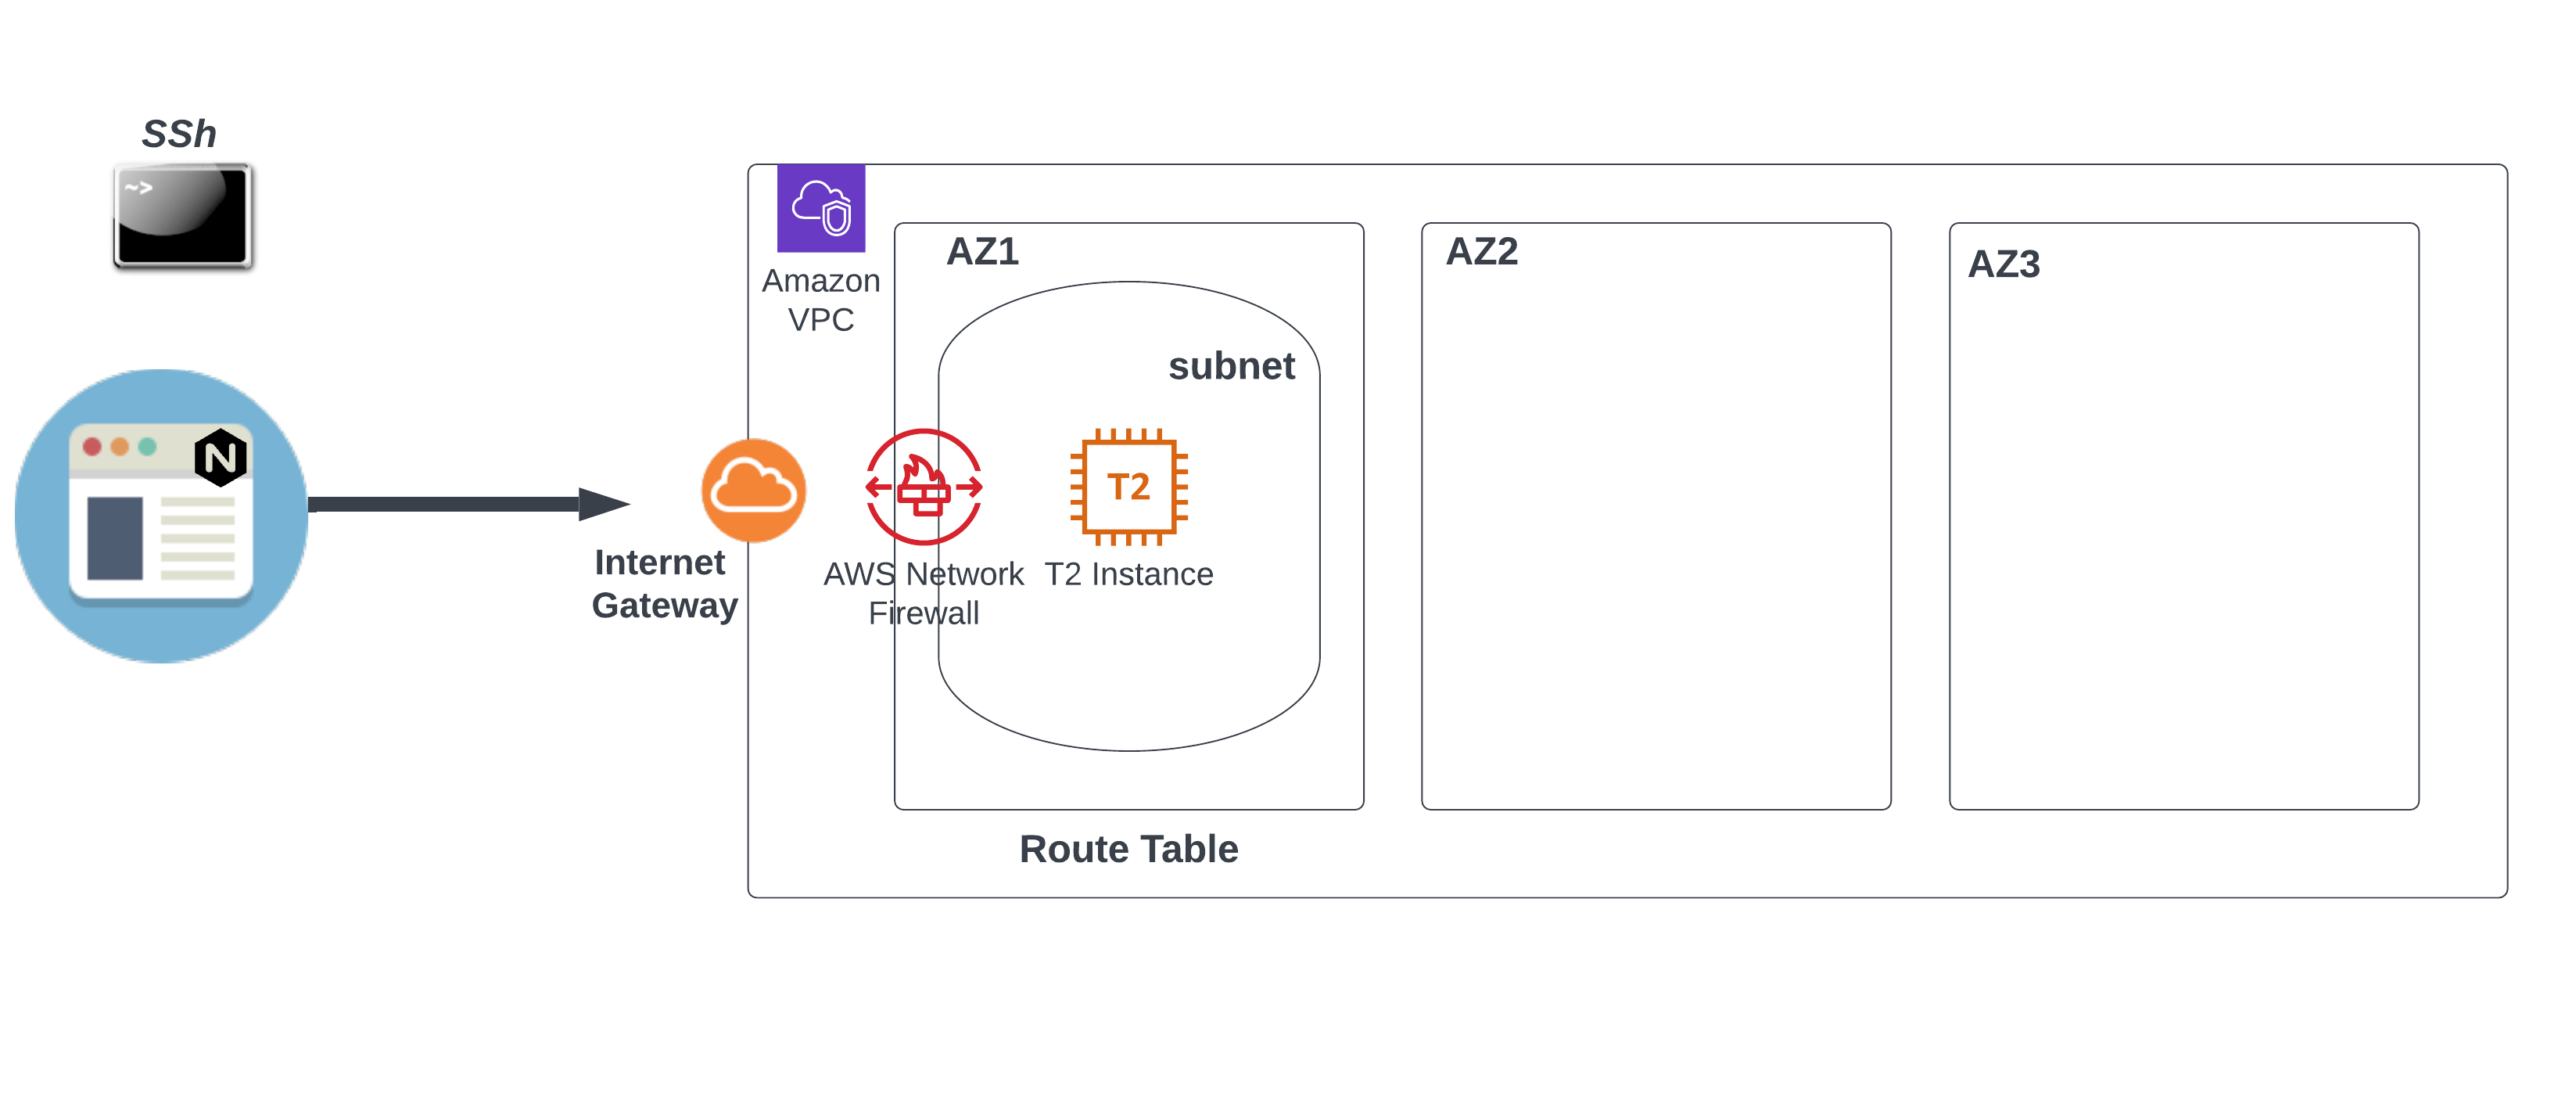 SSh
~>
N
Amazon
VPC
AZ1
AZ2
AZ3
subnet
T2
Internet
Gateway
AWS Network
Firewall
T2 Instance
Route Table